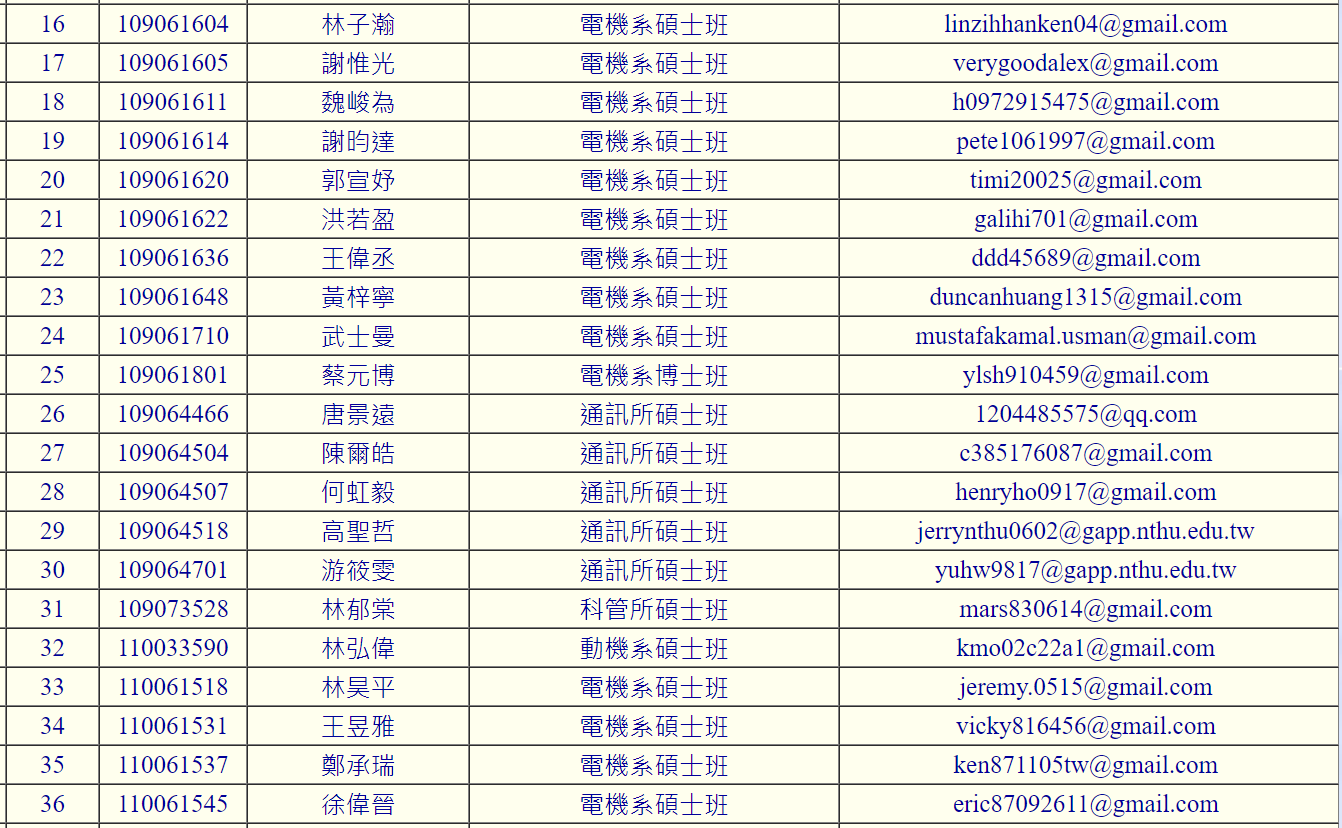 16 109061604 林子瀚 電機系碩士班 linzihhanken04@gmail.com
17 109061605 謝惟光 電機系碩士班 verygoodalex@gmail.com
18 109061611 魏峻為 電機系碩士班 h0972915475@gmail.com
19 109061614 謝昀達 電機系碩士班 pete1061997@gmail.com
20 109061620 郭宣妤 電機系碩士班 timi20025@gmail.com
21 109061622 洪若盈 電機系碩士班 galihi701@gmail.com
22 109061636 王偉丞 電機系碩士班 ddd45689@gmail.com
23 109061648 黃梓寧 電機系碩士班 duncanhuang1315@gmail.com
24 109061710 武士曼 電機系碩士班 mustafakamal.usman@gmail.com
25 109061801 蔡元博 電機系博士班 ylsh910459@gmail.com
26 109064466 唐景遠 通訊所碩士班 1204485575@qq.com
27 109064504 陳爾皓 通訊所碩士班 c385176087@gmail.com
28 109064507 何虹毅 通訊所碩士班 henryho0917@gmail.com
29 109064518 高聖哲 通訊所碩士班 jerrynthu0602@gapp.nthu.edu.tw
30 109064701 游筱雯 通訊所碩士班 yuhw9817@gapp.nthu.edu.tw
31 109073528 林郁棠 科管所碩士班 mars830614@gmail.com
32 110033590 林弘偉 動機系碩士班 kmo02c22a1@gmail.com
33 110061518 林昊平 電機系碩士班 jeremy.0515@gmail.com
34 110061531 王昱雅 電機系碩士班 vicky816456@gmail.com
35 110061537 鄭承瑞 電機系碩士班 ken871105tw@gmail.com
36 110061545 徐偉晉 電機系碩士班 eric87092611@gmail.com